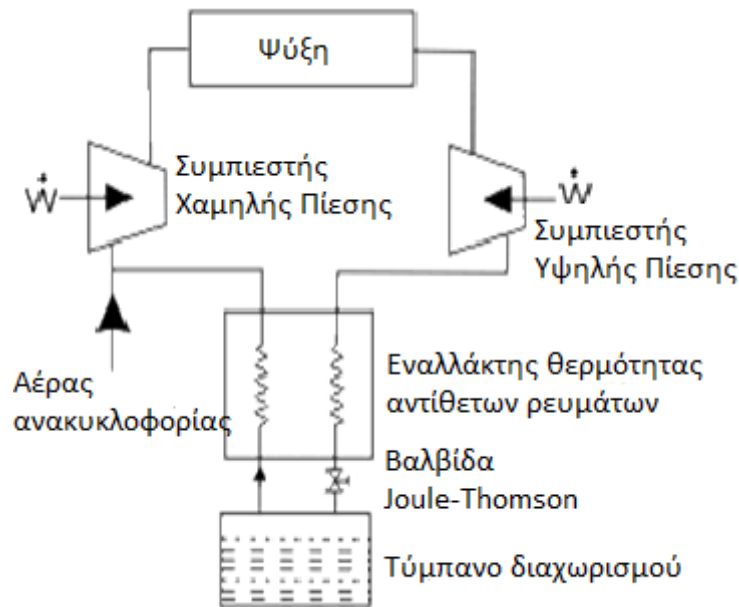 Ψύξη
Συμπιεστής
Χαμηλής Πίεσης
Ẇ
Ẇ
Συμπιεστής
Υψηλής Πίεσης
Αέρας
ανακυκλοφορίας
Εναλλάκτης θερμότητας
αντίθετων ρευμάτων
Βαλβίδα
Joule-Thomson
Τύμπανο διαχωρισμού